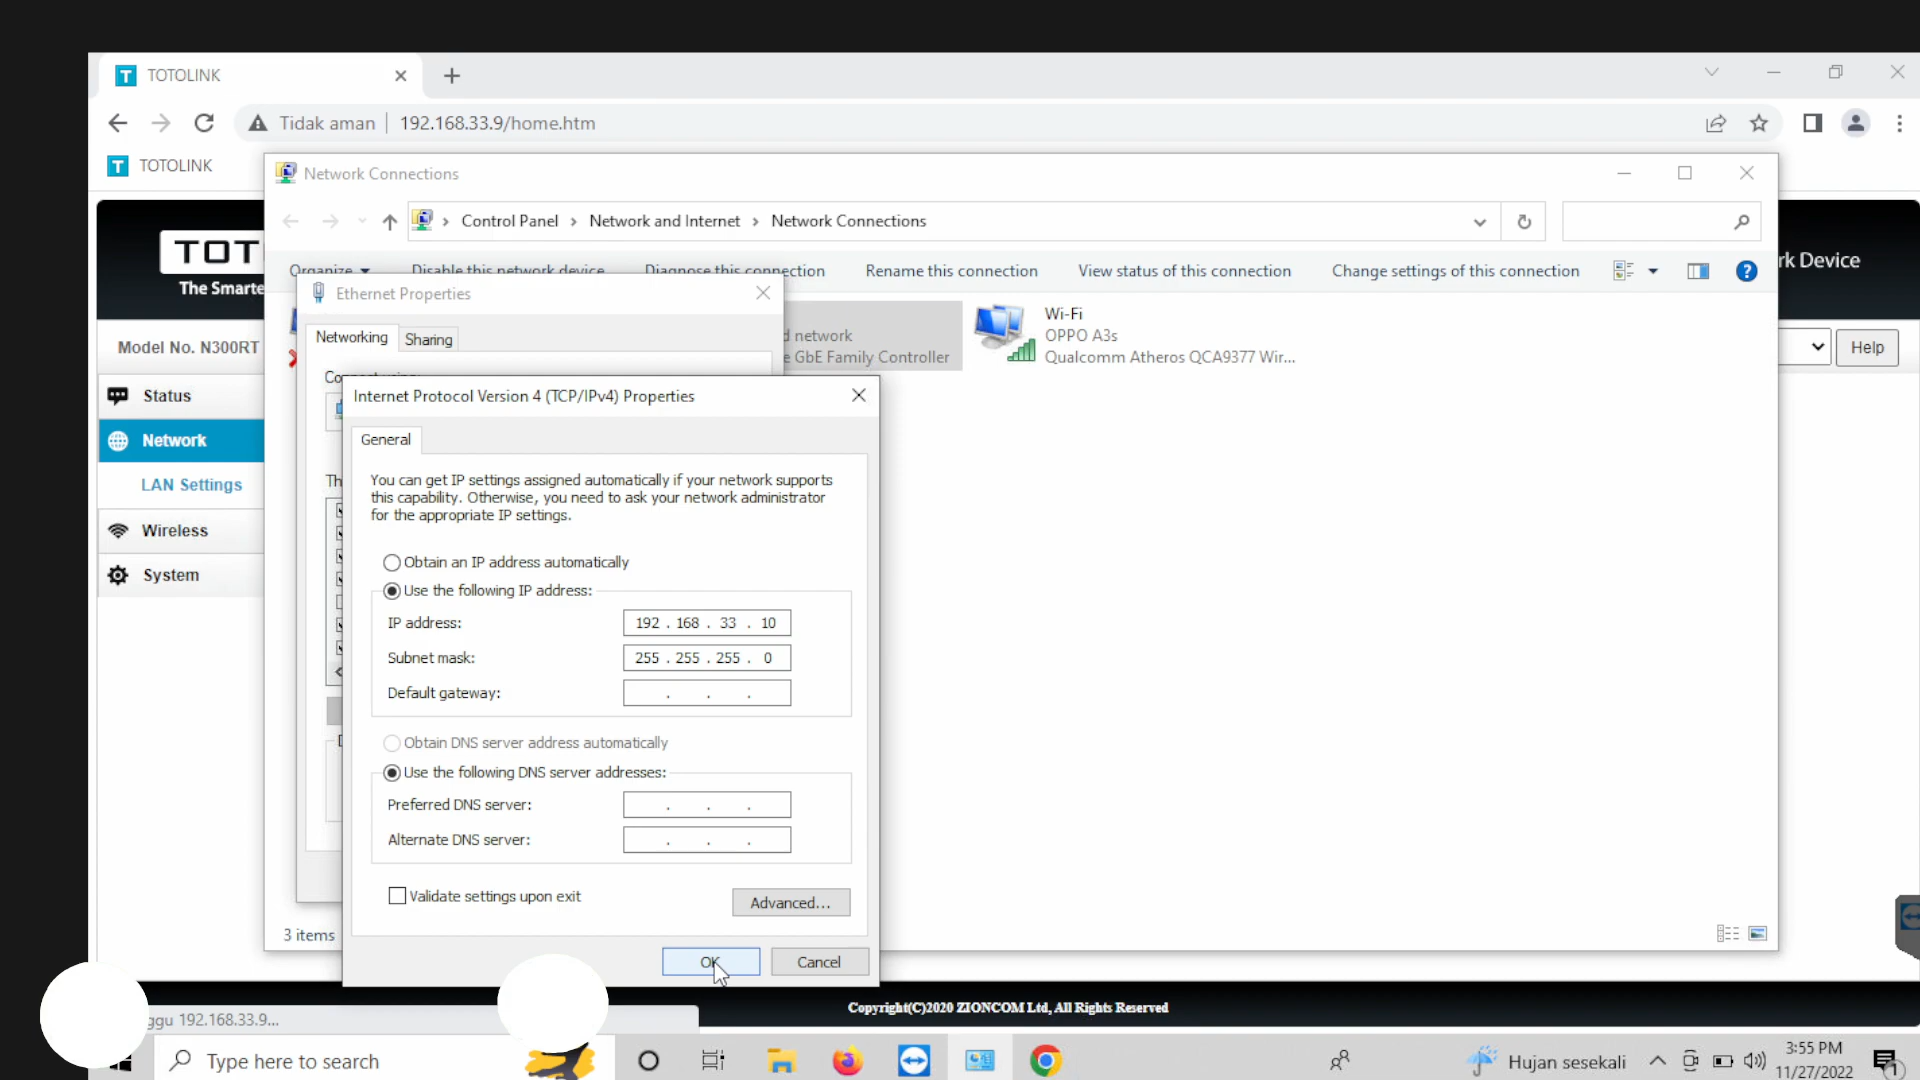 TOTOLINK
Tidak aman
192.168.33.9/home.htm
TOTOLINK
Network Connections
Control Panel
Network and Internet
Network Connections
Organize
Disable this network device
Diagnose this connection
Rename this connection
View status of this connection
Change settings of this connection
TOT
rk Device
The Smarte
Model No. N300RT
Help
Status
Network
LAN Settings
Wireless
System
Ethernet Properties
Networking
Sharing
d network
e GbE Family Controller
Wi-Fi
OPPO A3s
Qualcomm Atheros QCA9377 Wir...
Th
Internet Protocol Version 4 (TCP/IPv4) Properties
General
You can get IP settings assigned automatically if your network supports
this capability. Otherwise, you need to ask your network administrator
for the appropriate IP settings.
Obtain an IP address automatically
Use the following IP address:
IP address:
192 . 168 . 33 . 10
Subnet mask:
255 . 255 . 255 . 0
Default gateway:
. . .
Obtain DNS server address automatically
Use the following DNS server addresses:
Preferred DNS server:
. . .
Alternate DNS server:
. . .
Validate settings upon exit
Advanced...
OK
Cancel
3 items
Copyright(C)2020 ZIONCOM Ltd, All Rights Reserved
ggu 192.168.33.9...
Type here to search
Hujan sesekali
3:55 PM
11/27/2022
1